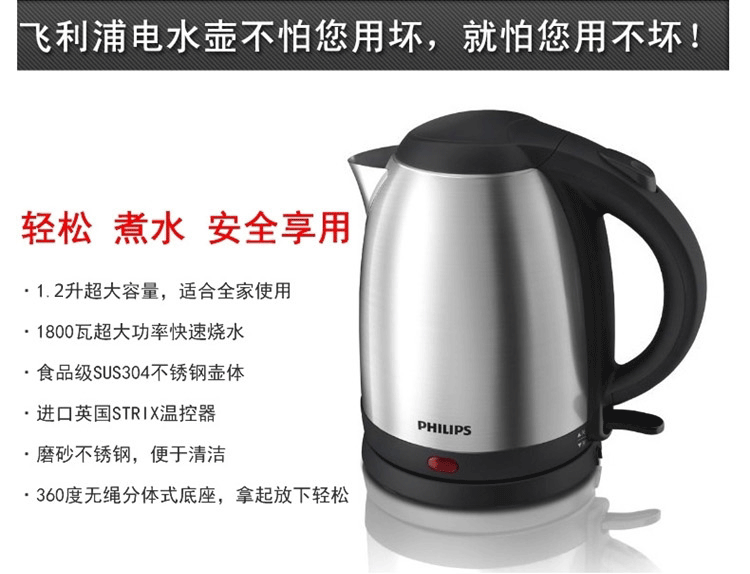 飞利浦电水壶不怕您用坏，就怕您用不坏！
轻松 煮水 安全享用
·1.2升超大容量，适合全家使用
·1800瓦超大功率快速烧水
·食品级SUS304不锈钢壶体
·进口英国STRIX温控器
·磨砂不锈钢，便于清洁
·360度无绳分体式底座，拿起放下轻松
PHILIPS